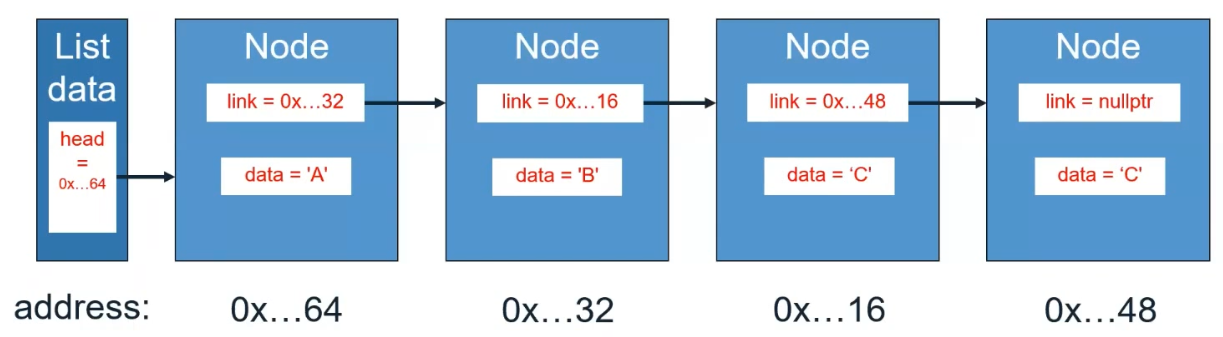 List
data
head
=
0x…64
Node
link = 0x…32
data = 'A'
Node
link = 0x…16
data = 'B'
Node
link = 0x…48
data = ‘C'
Node
link = nullptr
data = ‘C'
address:
0x…64
0x…32
0x…16
0x…48